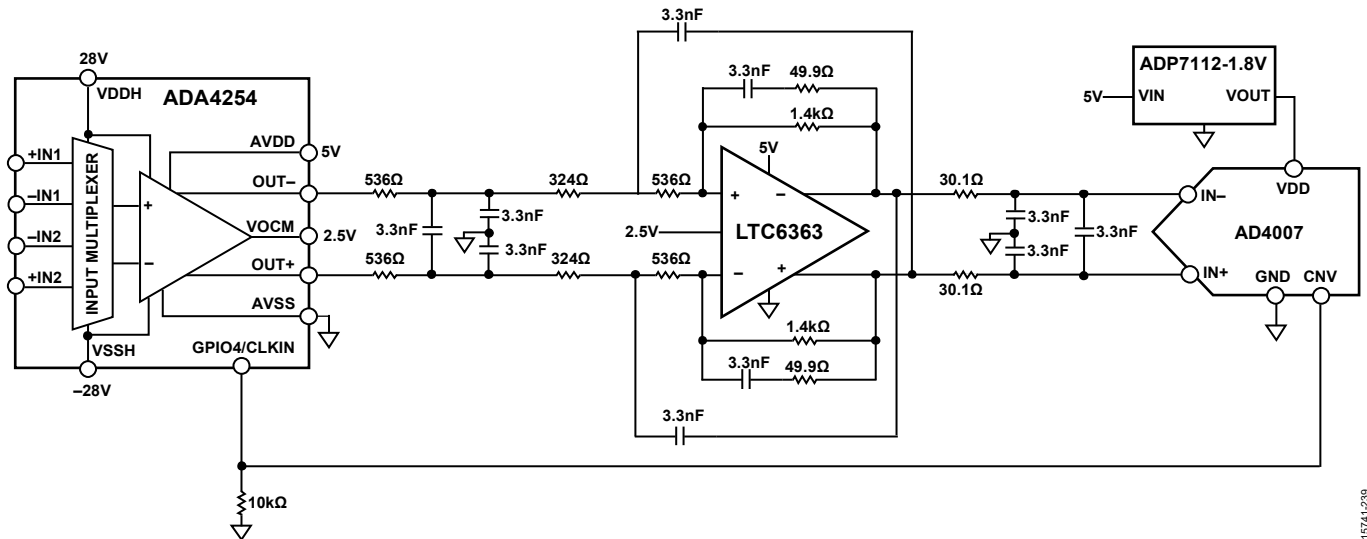 3.3nF
28V
VDDH
ADA4254
ADP7112-1.8V
5V
VIN
VOUT
3.3nF
49.9Ω
1.4kΩ
+IN1
–IN1
–IN2
+IN2
INPUT MULTIPLEXER
+
–
AVDD
5V
OUT–
VOCM
2.5V
OUT+
AVSS
VSSH
–28V
GPIO4/CLKIN
536Ω
324Ω
536Ω
3.3nF
3.3nF
3.3nF
536Ω
324Ω
536Ω
5V
+
–
2.5V
LTC6363
–
+
30.1Ω
3.3nF
3.3nF
3.3nF
30.1Ω
VDD
IN–
AD4007
IN+
GND
CNV
1.4kΩ
3.3nF
49.9Ω
3.3nF
10kΩ
15741-239